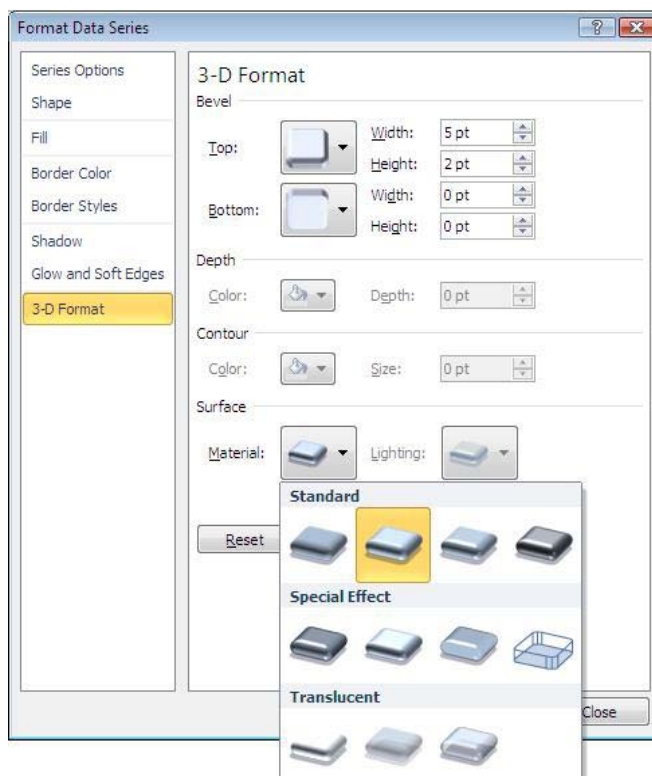 Format Data Series
?
Series Options
Shape
Fill
Border Color
Border Styles
Shadow
Glow and Soft Edges
3-D Format
3-D Format
Bevel
Top:
Width: 5 pt
Height: 2 pt
Bottom:
Width: 0 pt
Height: 0 pt
Depth
Color:
Depth: 0 pt
Contour
Color:
Size: 0 pt
Surface
Material:
Lighting:
Reset
Standard
Special Effect
Translucent
Close